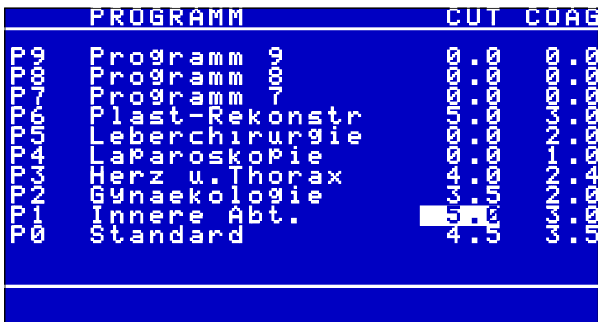 PROGRAMM CUT COAG
P9 Programm 9 0.0 0.0
P8 Programm 8 0.0 0.0
P7 Programm 7 0.0 0.0
P6 Plast-Rekonstr 5.0 3.0
P5 Leberchirurgie 0.0 2.0
P4 Laparoskopie 0.0 1.0
P3 Herz u.Thorax 4.0 2.4
P2 Gynaekologie 3.5 2.0
P1 Innere Abt. 5.0 3.0
P0 Standard 4.5 3.5